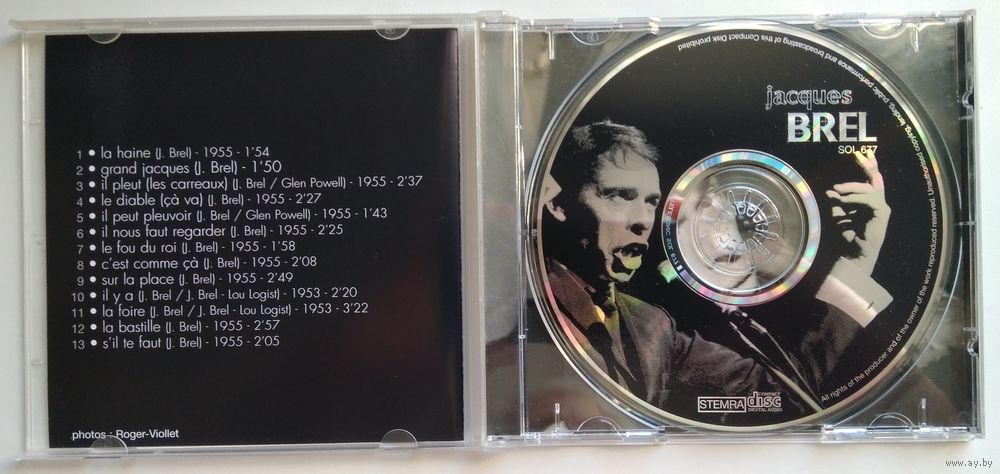 1 • la haine (J. Brel) - 1955 - 1'54
2 • grand jacques (J. Brel) - 1'50
3 • il pleut (les carreaux) (J. Brel / Glen Powell) - 1955 - 2'37
4 • le diable (çà va) (J. Brel) - 1955 - 2'27
5 • il peut pleuvoir (J. Brel / Glen Powell) - 1955 - 1'43
6 • il nous faut regarder (J. Brel) - 1955 - 2'25
7 • le fou du roi (J. Brel) - 1955 - 1'58
8 • c'est comme çà (J. Brel) - 1955 - 2'08
9 • sur la place (J. Brel) - 1955 - 2'49
10 • il y a (J. Brel / J. Brel - Lou Logist) - 1953 - 2'20
11 • la foire (J. Brel / J. Brel - Lou Logist) - 1953 - 3'22
12 • la bastille (J. Brel) - 1955 - 2'57
13 • s'il te faut (J. Brel) - 1955 - 2'05
photos : Roger-Viollet
jacques
BREL
SOL 677
All rights of the producer and of the owner of the work reproduced reserved. Unauthorised copying, lending, public performance and broadcasting of this Compact Disk prohibited
STEMRA
COMPACT
disc
DIGITAL AUDIO
www.ay.by